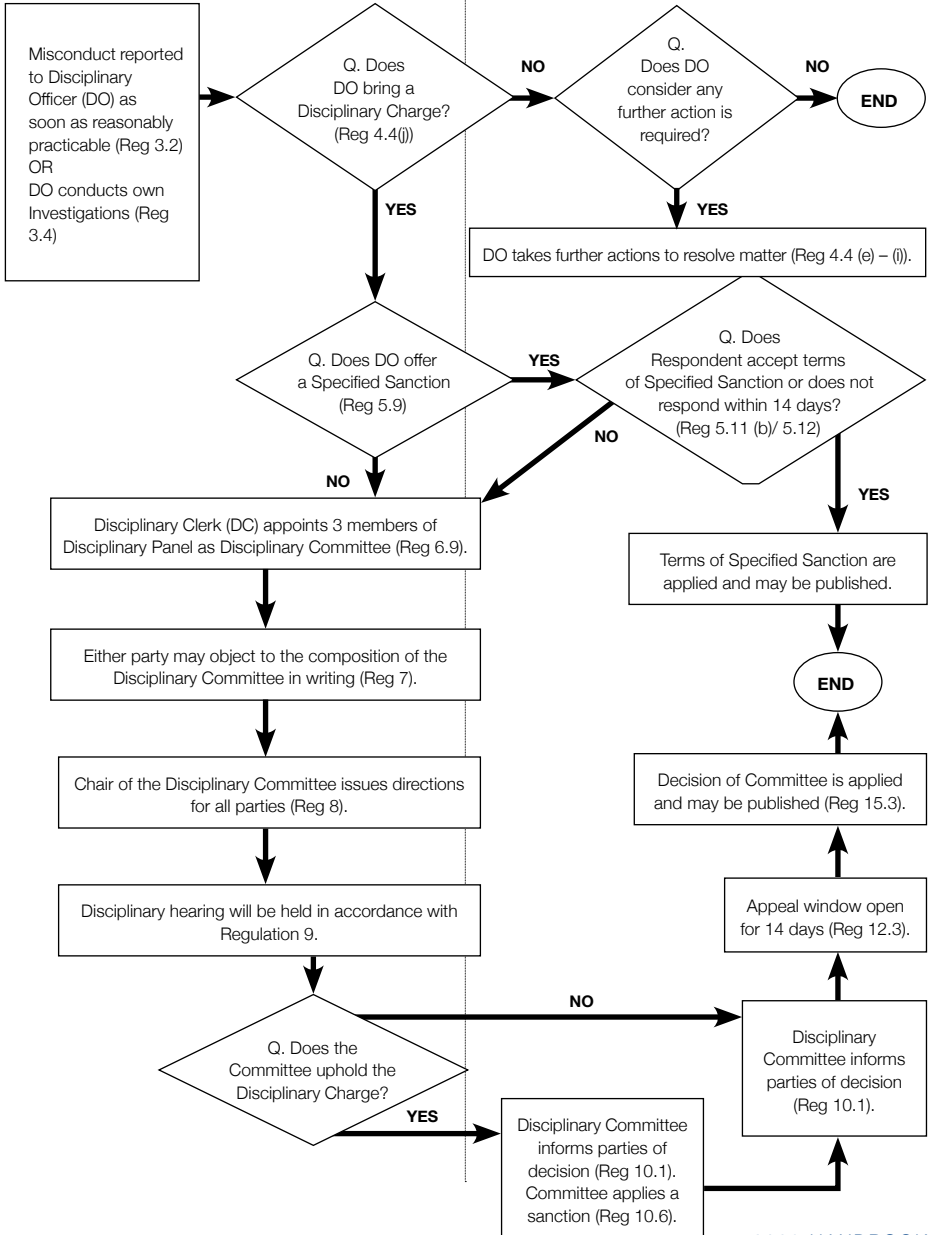 Misconduct reported
to Disciplinary
Officer (DO) as
soon as reasonably
practicable (Reg 3.2)
OR
DO conducts own
Investigations (Reg
3.4)
Q. Does
DO bring a
Disciplinary Charge?
(Reg 4.4(j))
NO
Q.
Does DO
consider any
further action is
required?
NO
END
YES
YES
DO takes further actions to resolve matter (Reg 4.4 (e) – (i)).
Q. Does DO offer
a Specified Sanction
(Reg 5.9)
YES
Q. Does
Respondent accept terms
of Specified Sanction or does not
respond within 14 days?
(Reg 5.11 (b)/ 5.12)
NO
NO
YES
Disciplinary Clerk (DC) appoints 3 members of
Disciplinary Panel as Disciplinary Committee (Reg 6.9).
Terms of Specified Sanction are
applied and may be published.
END
Either party may object to the composition of the
Disciplinary Committee in writing (Reg 7).
Chair of the Disciplinary Committee issues directions
for all parties (Reg 8).
Decision of Committee is applied
and may be published (Reg 15.3).
Disciplinary hearing will be held in accordance with
Regulation 9.
Appeal window open
for 14 days (Reg 12.3).
Q. Does the
Committee uphold the
Disciplinary Charge?
NO
Disciplinary
Committee informs
parties of decision
(Reg 10.1).
YES
Disciplinary Committee
informs parties of
decision (Reg 10.1).
Committee applies a
sanction (Reg 10.6).